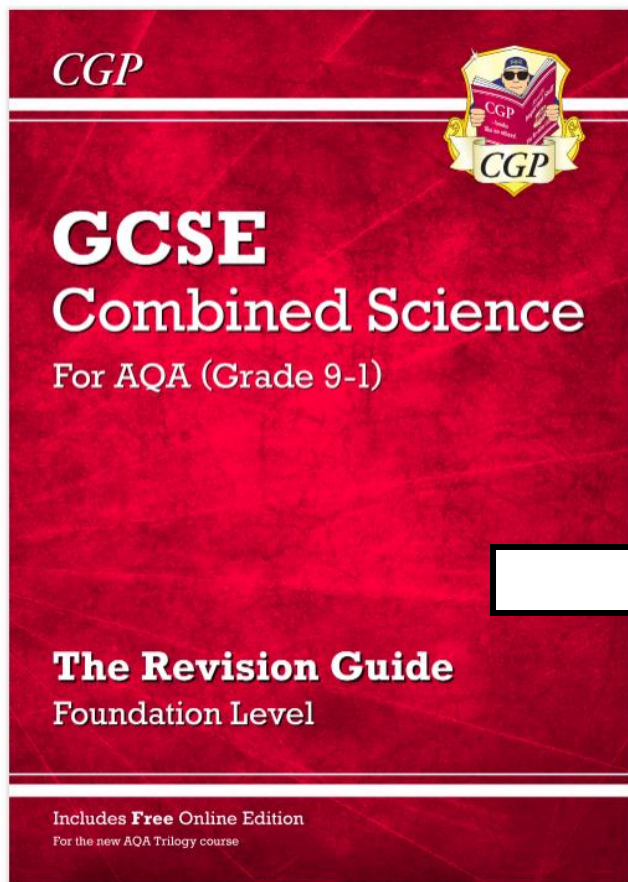 CGP
CGP
CGP
GCSE
Combined Science
For AQA (Grade 9-1)
The Revision Guide
Foundation Level
Includes Free Online Edition
For the new AQA Trilogy course